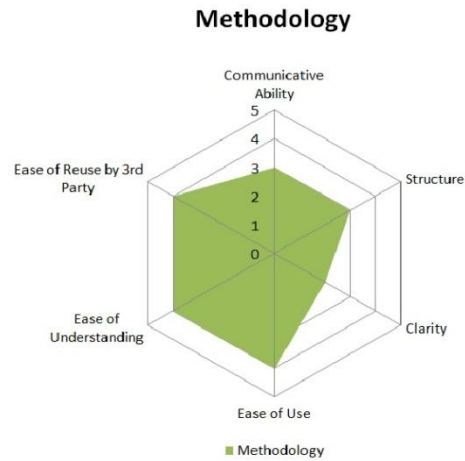 Methodology
Communicative
Ability
5
4
3
2
1
0
Structure
Clarity
Ease of Use
Ease of
Understanding
Ease of Reuse by 3rd
Party
Methodology